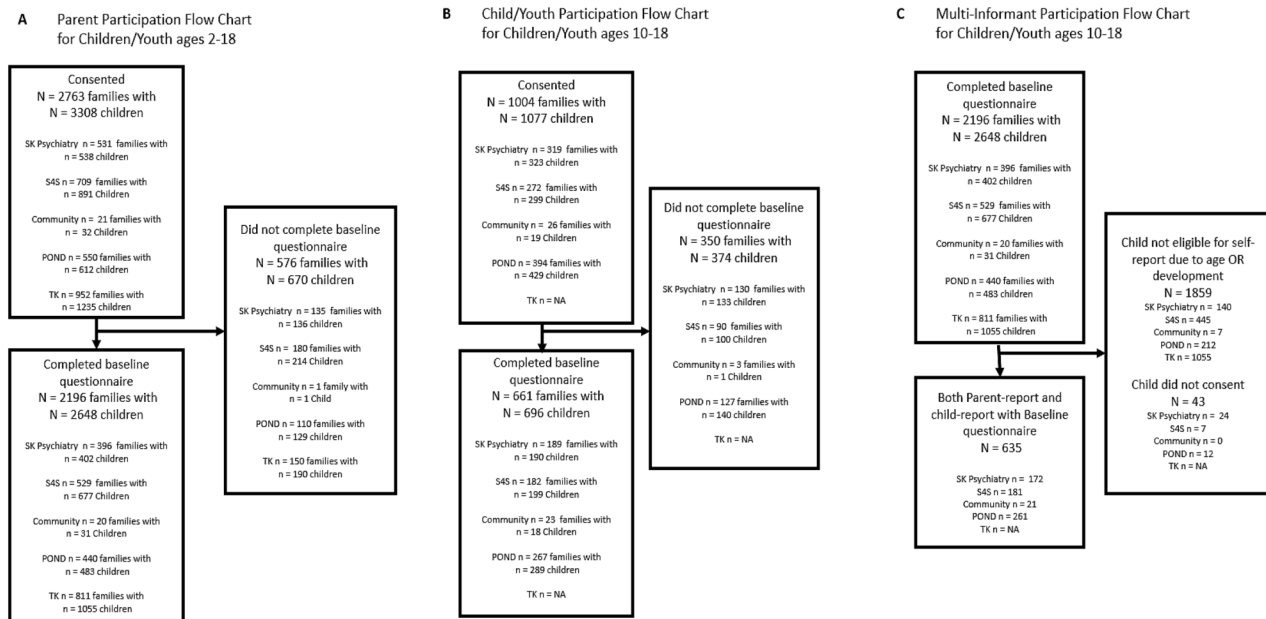 A Parent Participation Flow Chart
for Children/Youth ages 2-18
Consented
N = 2763 families with
N = 3308 children
SK Psychiatry n = 531 families with
n = 538 children
S4S n = 709 families with
n = 891 Children
Community n = 21 families with
n = 32 Children
POND n = 550 families with
n = 612 children
TK n = 952 families with
n = 1235 children
Did not complete baseline
questionnaire
N = 576 families with
N = 670 children
SK Psychiatry n = 135 families with
n = 136 children
S4S n = 180 families with
n = 214 Children
Community n = 1 family with
n = 1 Child
POND n = 110 families with
n = 129 children
TK n = 150 families with
n = 190 children
Completed baseline
questionnaire
N = 2196 families with
N = 2648 children
SK Psychiatry n = 396 families with
n = 402 children
S4S n = 529 families with
n = 677 Children
Community n = 20 families with
n = 31 Children
POND n = 440 families with
n = 483 children
TK n = 811 families with
n = 1055 children
B Child/Youth Participation Flow Chart
for Children/Youth ages 10-18
Consented
N = 1004 families with
N = 1077 children
SK Psychiatry n = 319 families with
n = 323 children
S4S n = 272 families with
n = 299 children
Community n = 26 families with
n = 19 Children
POND n = 394 families with
n = 429 children
TK n = NA
Did not complete baseline
questionnaire
N = 350 families with
N = 374 children
SK Psychiatry n = 130 families with
n = 133 children
S4S n = 90 families with
n = 100 children
Community n = 3 families with
n = 1 Children
POND n = 127 families with
n = 140 children
TK n = NA
Completed baseline
questionnaire
N = 661 families with
N = 696 children
SK Psychiatry n = 189 families with
n = 190 children
S4S n = 182 families with
n = 199 children
Community n = 23 families with
n = 18 Children
POND n = 267 families with
n = 289 children
TK n = NA
C Multi-Informant Participation Flow Chart
for Children/Youth ages 10-18
Completed baseline
questionnaire
N = 2196 families with
N = 2648 children
SK Psychiatry n = 396 families with
n = 402 children
S4S n = 529 families with
n = 677 children
Community n = 20 families with
n = 31 Children
POND n = 440 families with
n = 483 children
TK n = 811 families with
n = 1055 children
Child not eligible for self-
report due to age OR
development
N = 1859
SK Psychiatry n = 140
S4S n = 445
Community n = 7
POND n = 212
TK n = 1055
Child did not consent
N = 43
SK Psychiatry n = 24
S4S n = 7
Community n = 0
POND n = 12
TK n = NA
Both Parent-report and
child-report with Baseline
questionnaire
N = 635
SK Psychiatry n = 172
S4S n = 181
Community n = 21
POND n = 261
TK n = NA